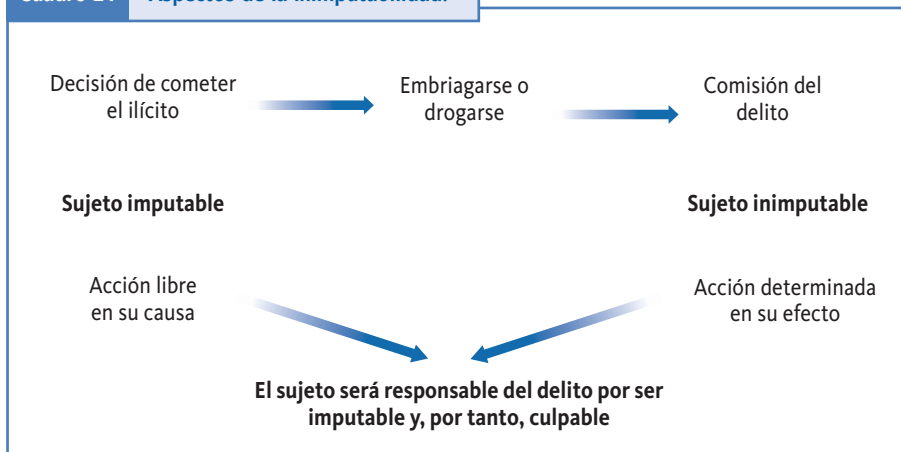 Decisión de cometer
el ilícito
Embriagarse o
drogarse
Comisión del
delito
Sujeto imputable
Sujeto inimputable
Acción libre
en su causa
Acción determinada
en su efecto
El sujeto será responsable del delito por ser
imputable y, por tanto, culpable